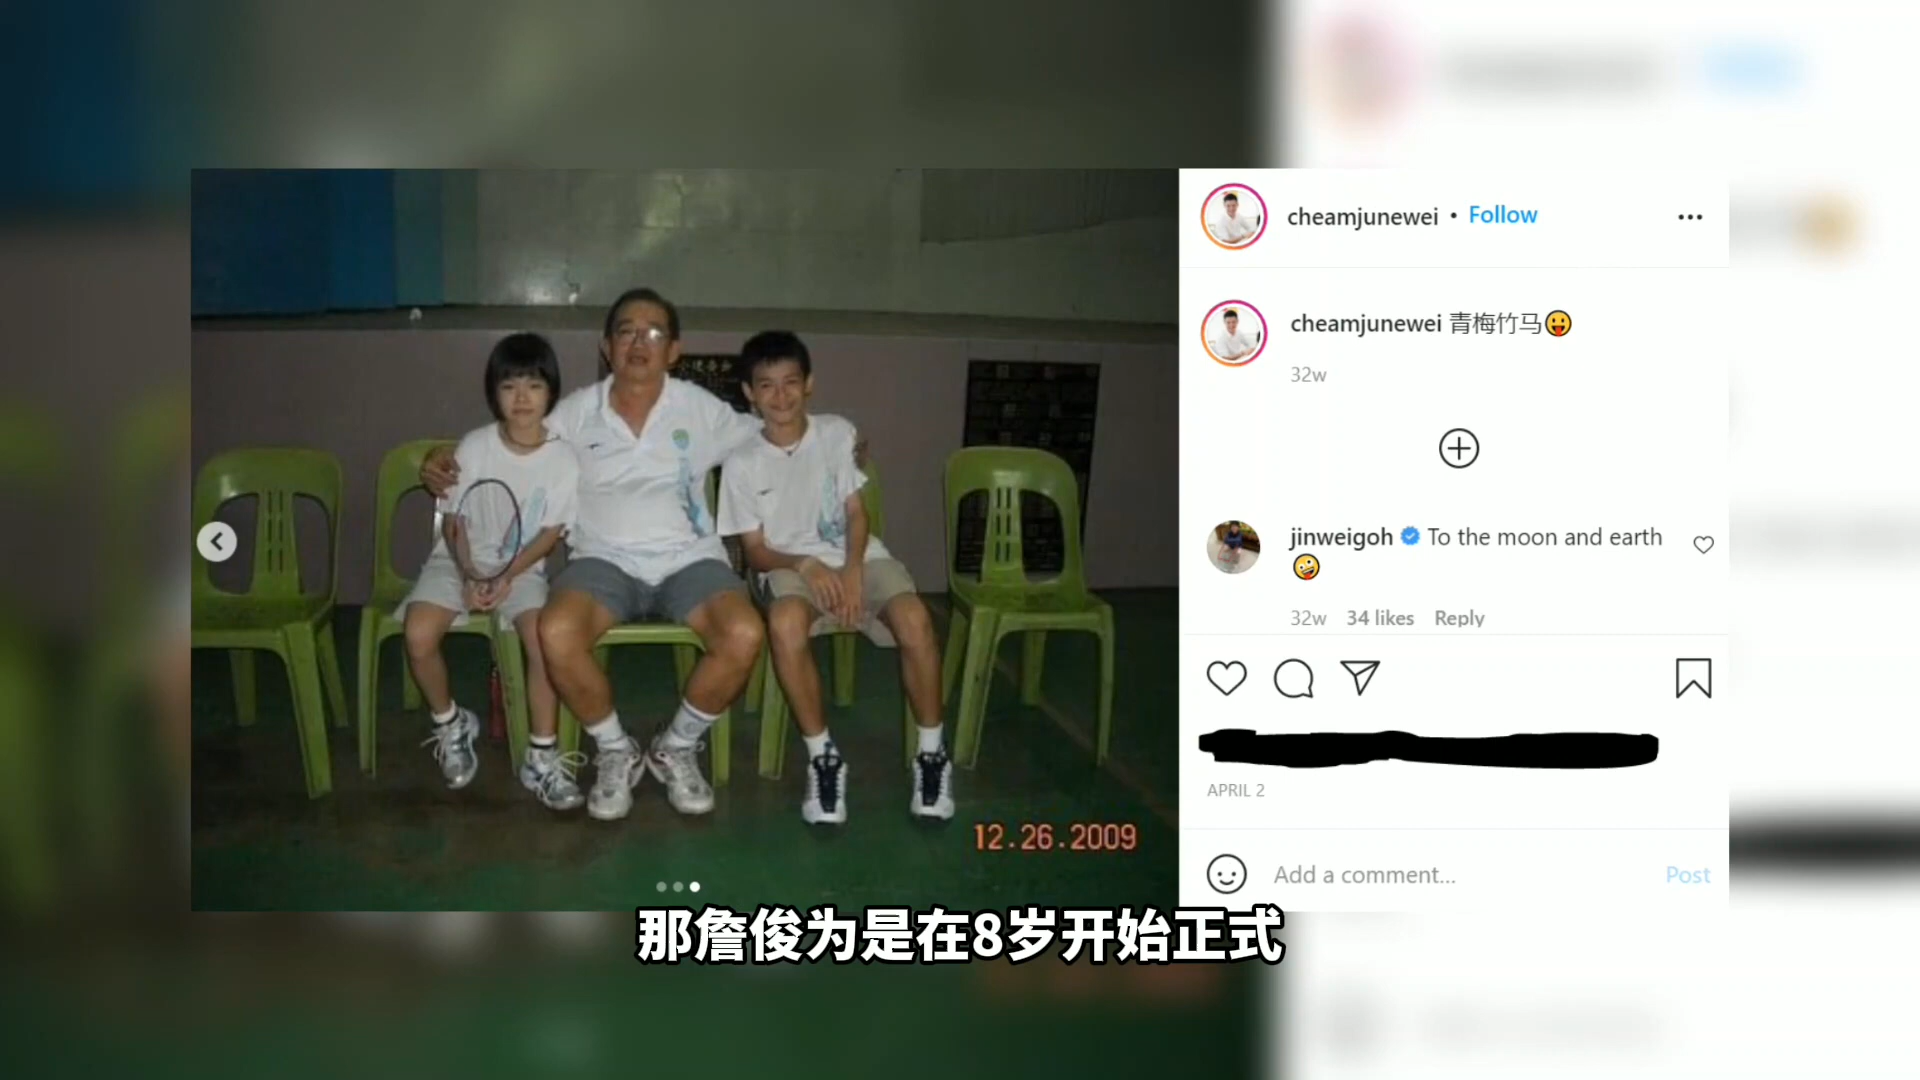 cheamjunewei • Follow
cheamjunewei 青梅竹马😛
32w
jinweigoh To the moon and earth
🤪
32w 34 likes Reply
APRIL 2
Add a comment... Post
12.26.2009
那詹俊为是在8岁开始正式